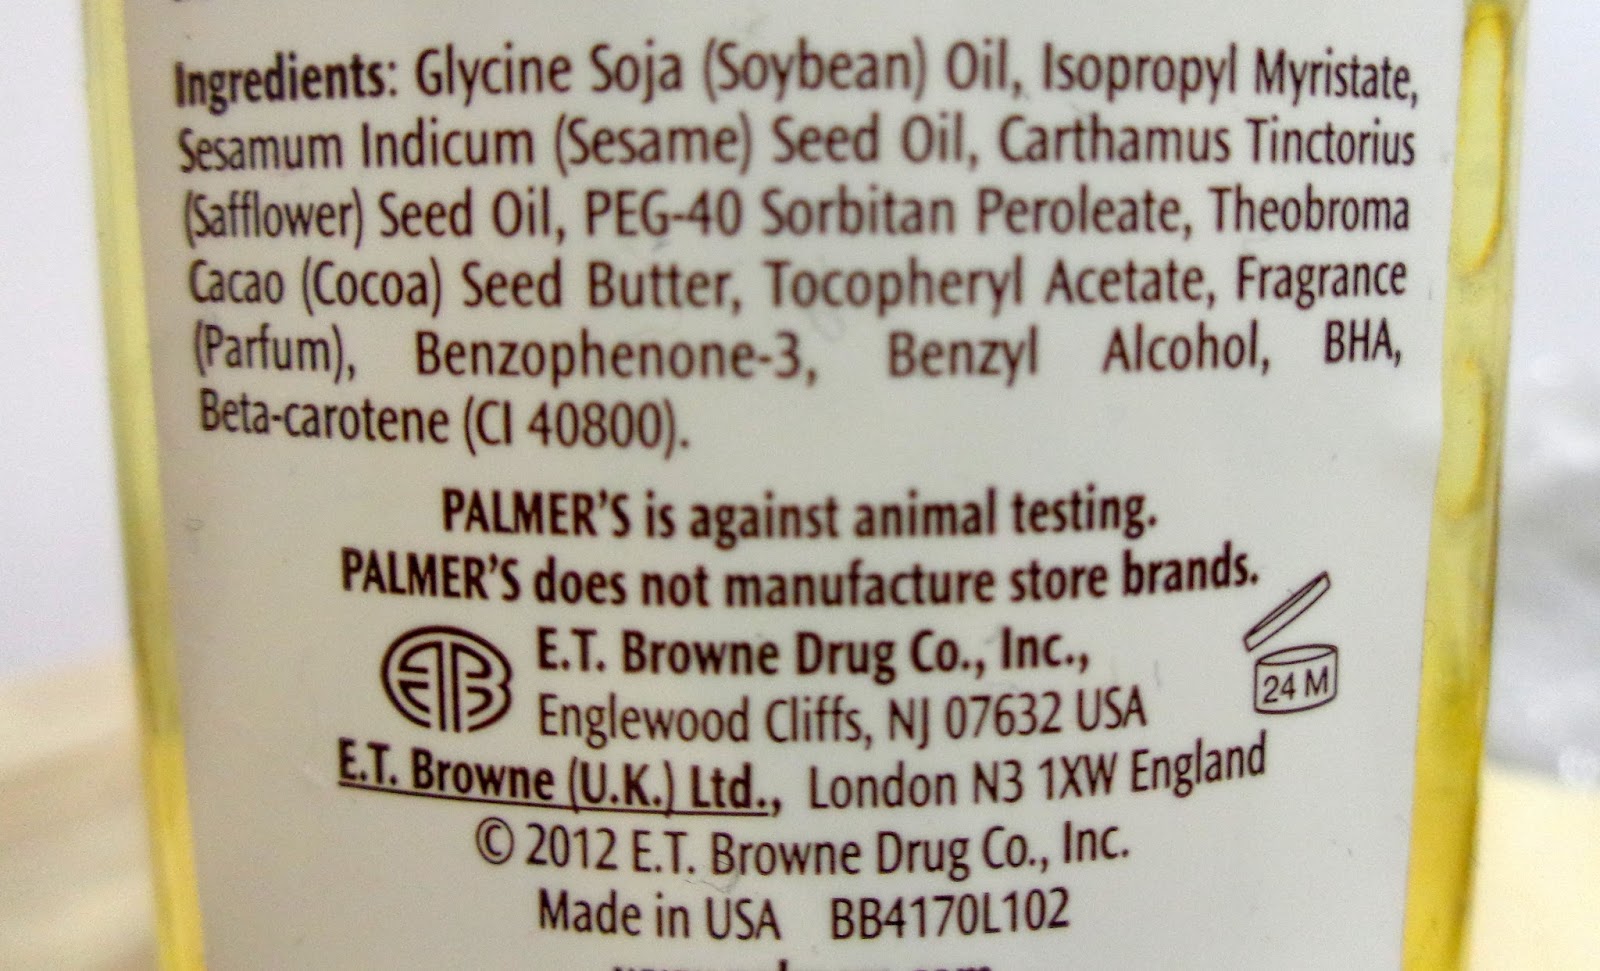 Ingredients: Glycine Soja (Soybean) Oil, Isopropyl Myristate,
Sesamum Indicum (Sesame) Seed Oil, Carthamus Tinctorius
(Safflower) Seed Oil, PEG-40 Sorbitan Peroleate, Theobroma
Cacao (Cocoa) Seed Butter, Tocopheryl Acetate, Fragrance
(Parfum), Benzophenone-3, Benzyl Alcohol, BHA,
Beta-carotene (CI 40800).
PALMER'S is against animal testing.
PALMER'S does not manufacture store brands.
ETB
E.T. Browne Drug Co., Inc.,
Englewood Cliffs, NJ 07632 USA
24 M
E.T. Browne (U.K.) Ltd., London N3 1XW England
© 2012 E.T. Browne Drug Co., Inc.
Made in USA BB4170L102